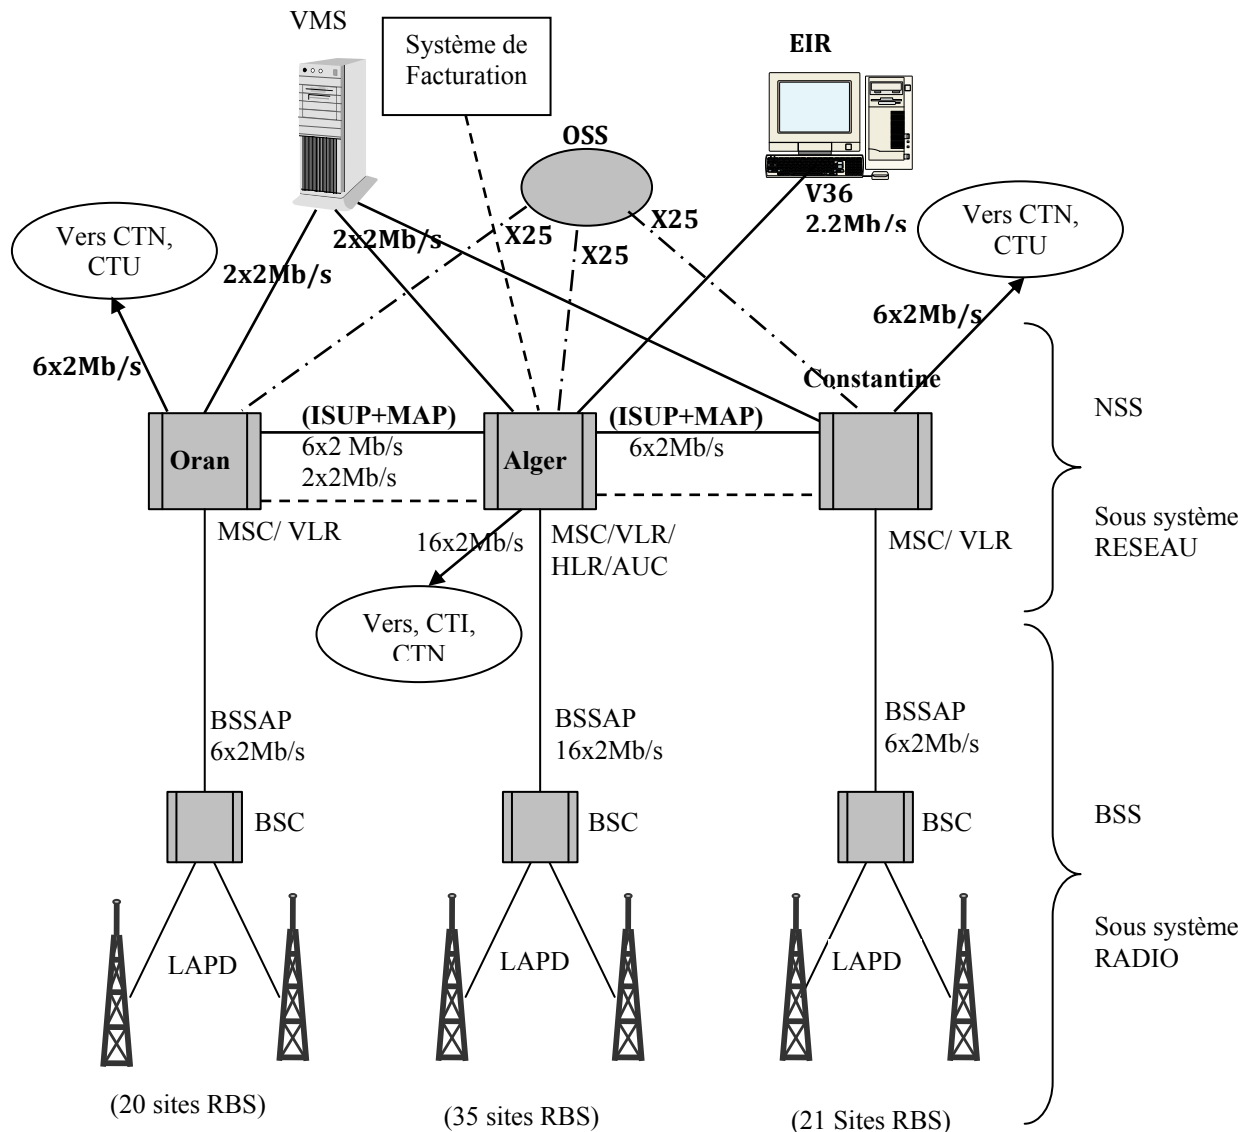 VMS
Système de
Facturation
EIR
OSS
V36
2.2Mb/s
X25
X25
X25
2x2Mb/s
2x2Mb/s
Vers CTN,
CTU
Vers CTN,
CTU
6x2Mb/s
6x2Mb/s
Constantine
NSS
(ISUP+MAP)
6x2 Mb/s
2x2Mb/s
(ISUP+MAP)
6x2Mb/s
Oran
Alger
MSC/ VLR
16x2Mb/s
MSC/VLR/
HLR/AUC
MSC/ VLR
Sous système
RESEAU
Vers, CTI,
CTN
BSSAP
6x2Mb/s
BSSAP
16x2Mb/s
BSSAP
6x2Mb/s
BSC
BSC
BSC
BSS
LAPD
LAPD
LAPD
Sous système
RADIO
(20 sites RBS)
(35 sites RBS)
(21 Sites RBS)